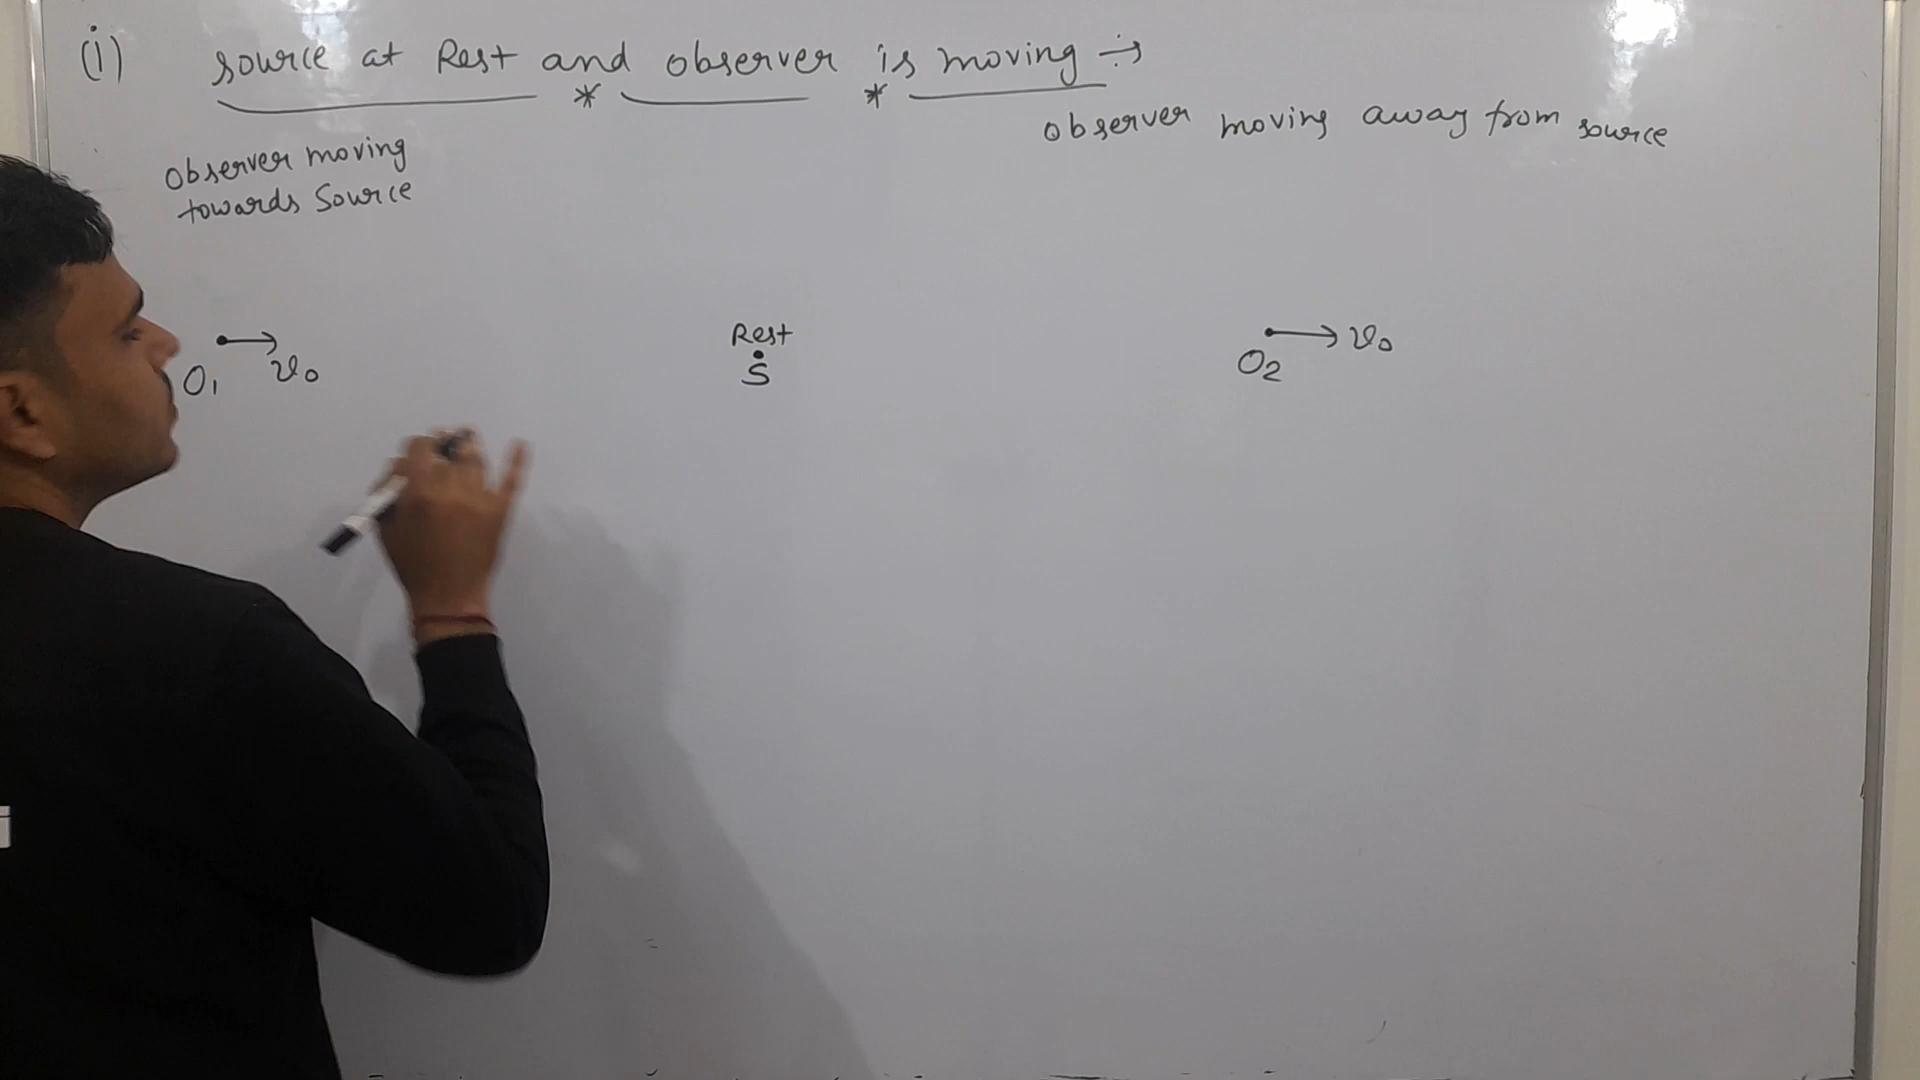 (i) source at Rest and observer is moving ÷→
* *
observer moving away from source
observer moving
towards Source
Rest
S
O1 v0
O2 v0